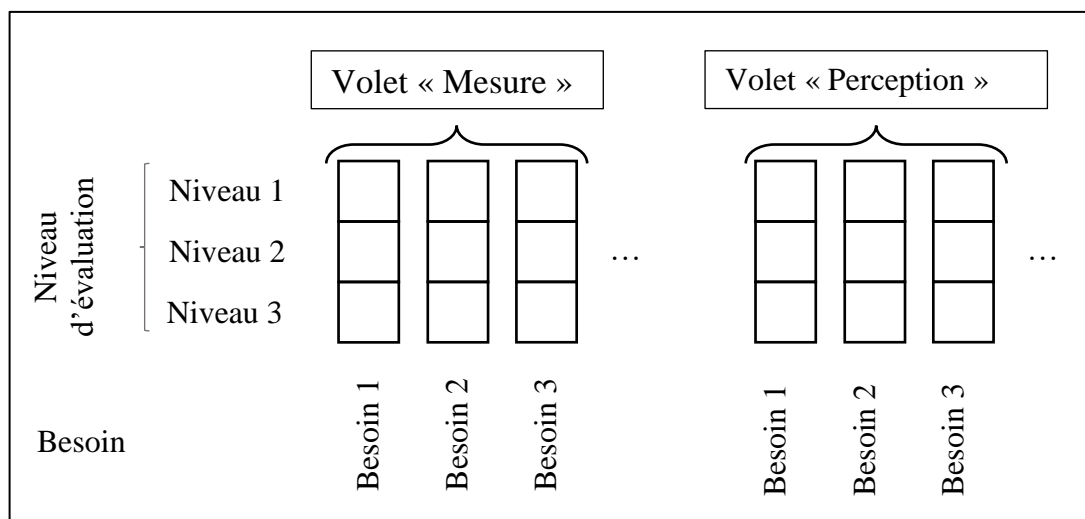 Volet « Mesure »
Volet « Perception »
Niveau
d’évaluation
Niveau 1
Niveau 2
Niveau 3
…
…
Besoin
Besoin 1
Besoin 2
Besoin 3
Besoin 1
Besoin 2
Besoin 3